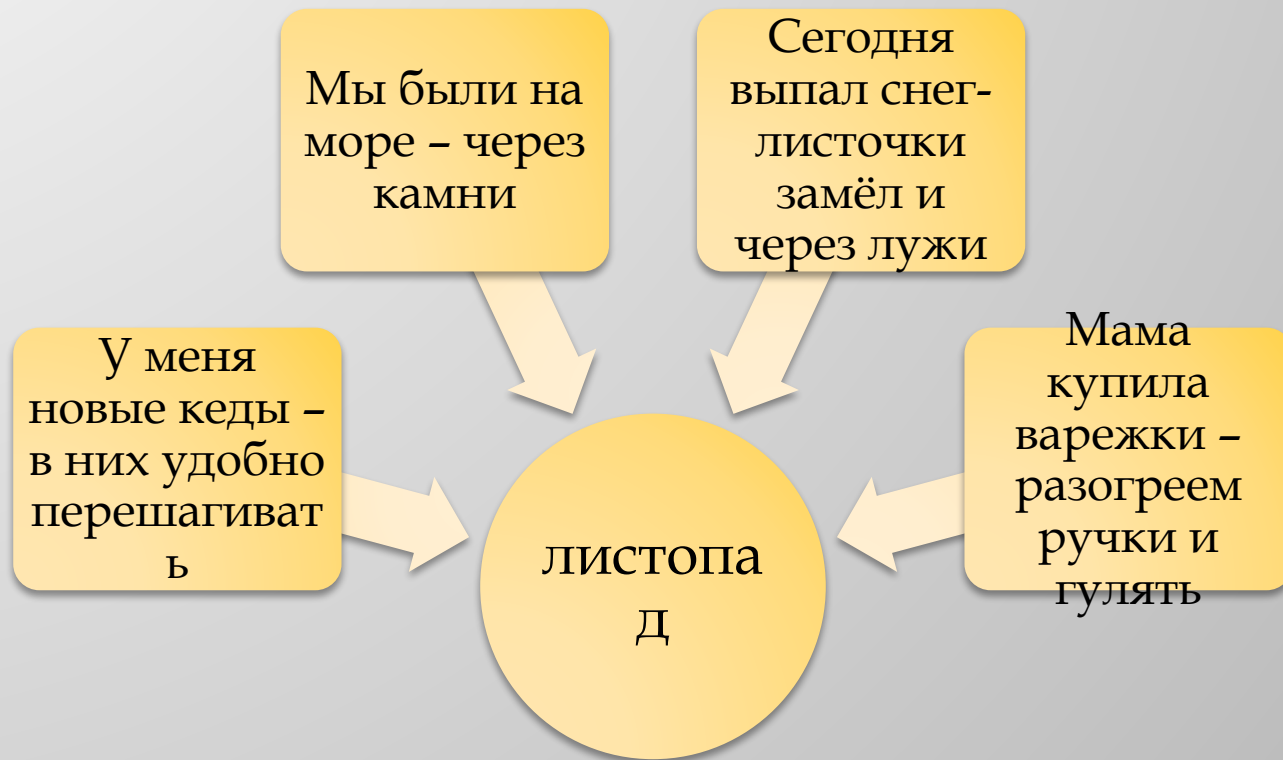 Мы были на
море – через
камни
Сегодня
выпал снег-
листочки
замёл и
через лужи
У меня
новые кеды –
в них удобно
перешагиват
ь
Мама
купила
варежки –
разогреем
ручки и
гулять
листопа
д